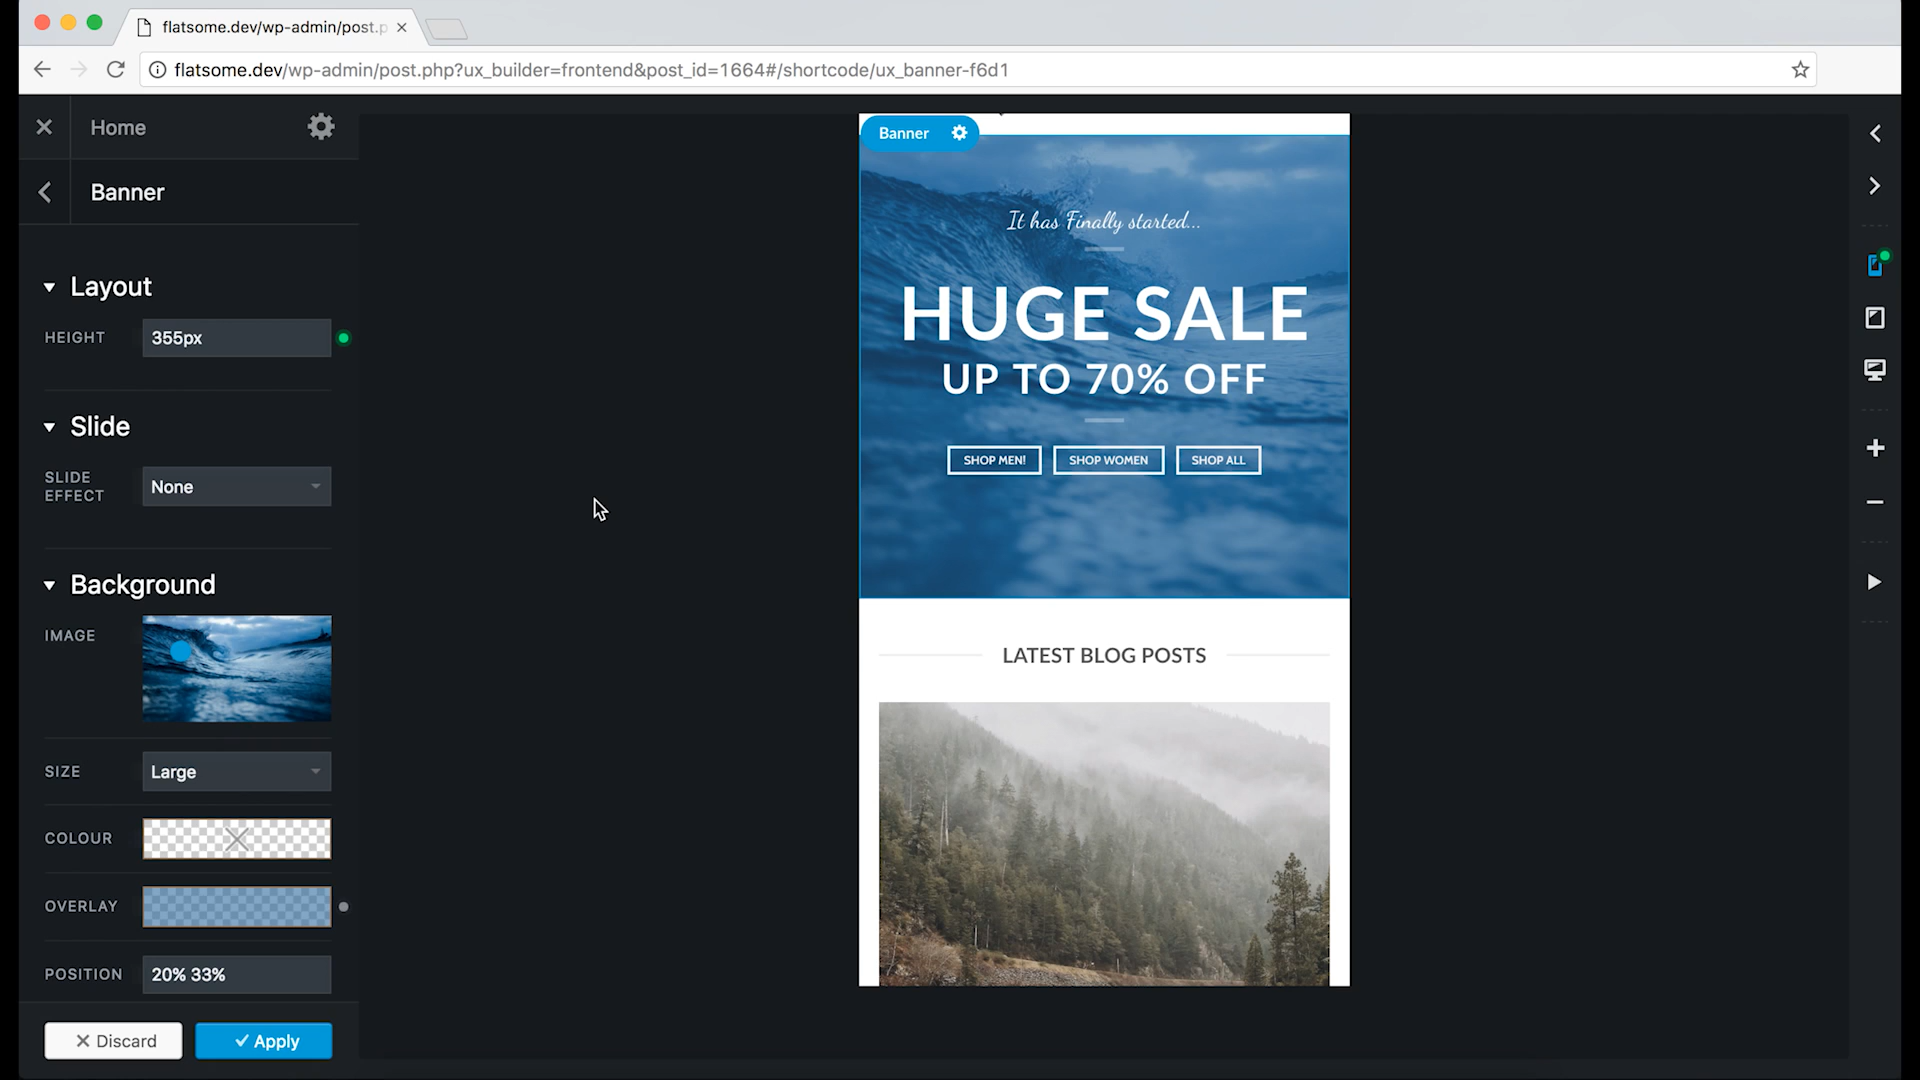 flatsome.dev/wp-admin/post.p
flatsome.dev/wp-admin/post.php?ux_builder=frontend&post_id=1664#/shortcode/ux_banner-f6d1
Home
Banner
Layout
HEIGHT
355px
Slide
SLIDE
EFFECT
None
Background
IMAGE
SIZE
Large
COLOUR
OVERLAY
POSITION
20% 33%
Discard
Apply
Banner
It has Finally started...
HUGE SALE
UP TO 70% OFF
SHOP MEN! SHOP WOMEN SHOP ALL
LATEST BLOG POSTS